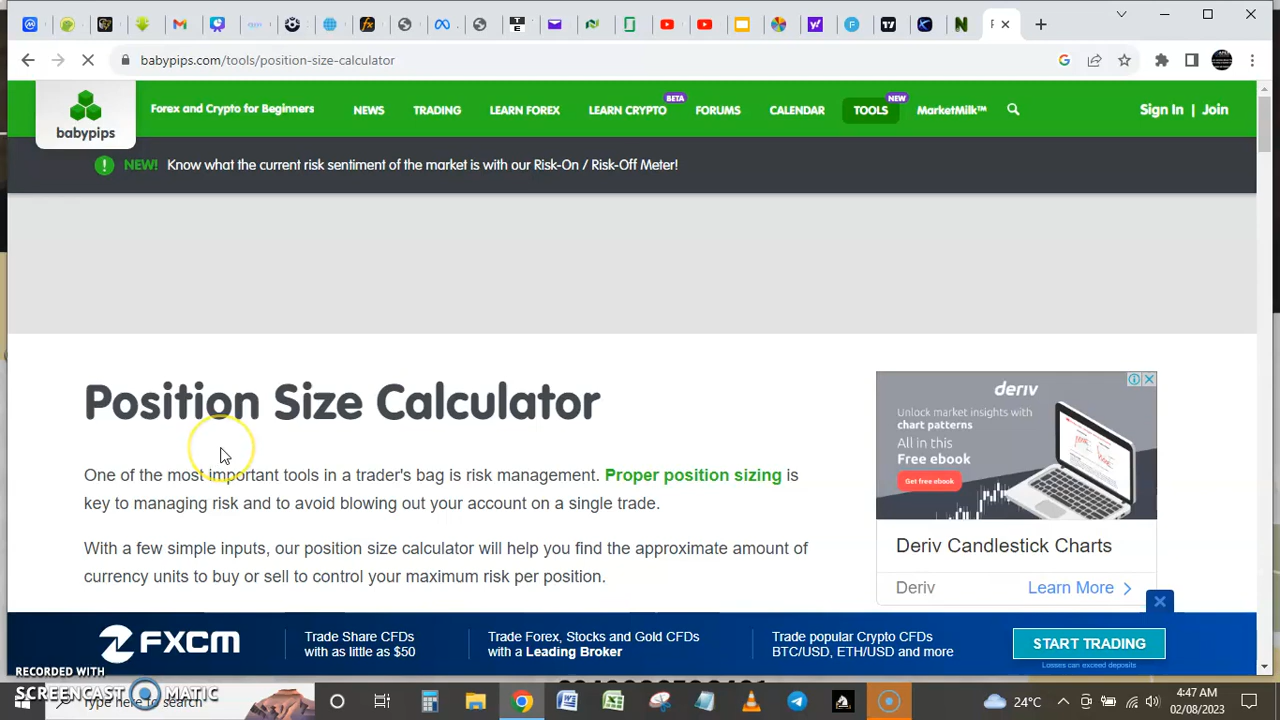 babypips.com/tools/position-size-calculator
babypips
Forex and Crypto for Beginners
NEWS
TRADING
LEARN FOREX
LEARN CRYPTO
BETA
FORUMS
CALENDAR
TOOLS
NEW
MarketMilk™
Sign In | Join
! NEW! Know what the current risk sentiment of the market is with our Risk-On / Risk-Off Meter!
Position Size Calculator
One of the most important tools in a trader's bag is risk management. Proper position sizing is
key to managing risk and to avoid blowing out your account on a single trade.
With a few simple inputs, our position size calculator will help you find the approximate amount of
currency units to buy or sell to control your maximum risk per position.
deriv
Unlock market insights with
chart patterns
All in this
Free ebook
Get free ebook
Deriv Candlestick Charts
Deriv
Learn More
FXCM
Trade Share CFDs
with as little as $50
Trade Forex, Stocks and Gold CFDs
with a Leading Broker
Trade popular Crypto CFDs
BTC/USD, ETH/USD and more
START TRADING
Losses can exceed deposits
RECORDED WITH
SCREENCAST MATIC
Type here to search
24°C
4:47 AM
02/08/2023